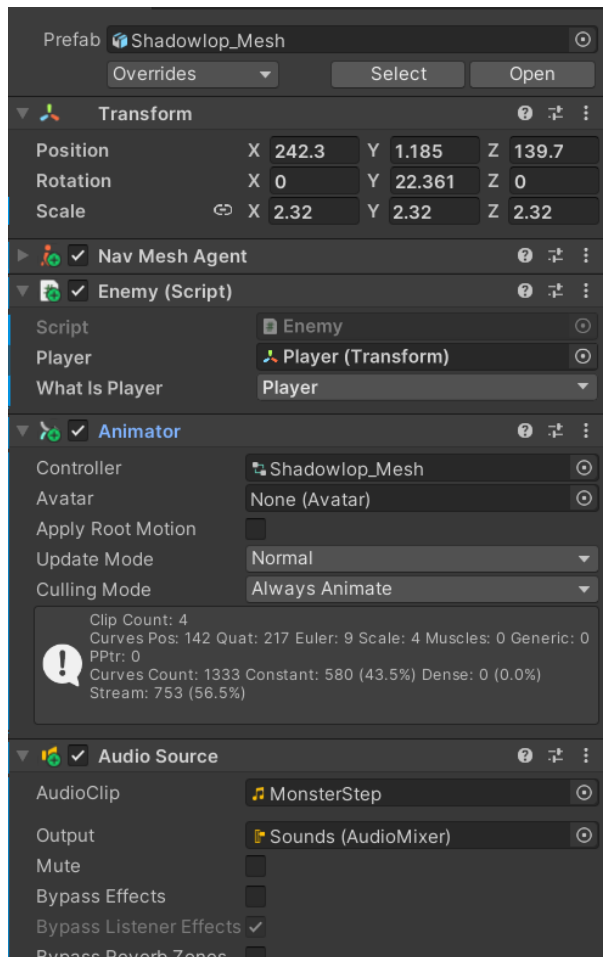 Prefab Shadowlop_Mesh
Overrides Select Open
Transform
Position X 242.3 Y 1.185 Z 139.7
Rotation X 0 Y 22.361 Z 0
Scale X 2.32 Y 2.32 Z 2.32
Nav Mesh Agent
Enemy (Script)
Script Enemy
Player Player (Transform)
What Is Player Player
Animator
Controller Shadowlop_Mesh
Avatar None (Avatar)
Apply Root Motion
Update Mode Normal
Culling Mode Always Animate
Clip Count: 4
Curves Pos: 142 Quat: 217 Euler: 9 Scale: 4 Muscles: 0 Generic: 0
PPtr: 0
Curves Count: 1333 Constant: 580 (43.5%) Dense: 0 (0.0%)
Stream: 753 (56.5%)
Audio Source
AudioClip MonsterStep
Output Sounds (AudioMixer)
Mute
Bypass Effects
Bypass Listener Effects
Bypass Reverb Zones